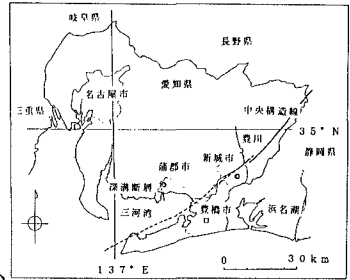 岐阜県
長野県
名古屋市
愛知県
三重県
中央構造線
35°N
豊川
静岡県
蒲郡市
新城市
深溝断層
三河湾
豊橋市
浜名湖
0 30km
137°E